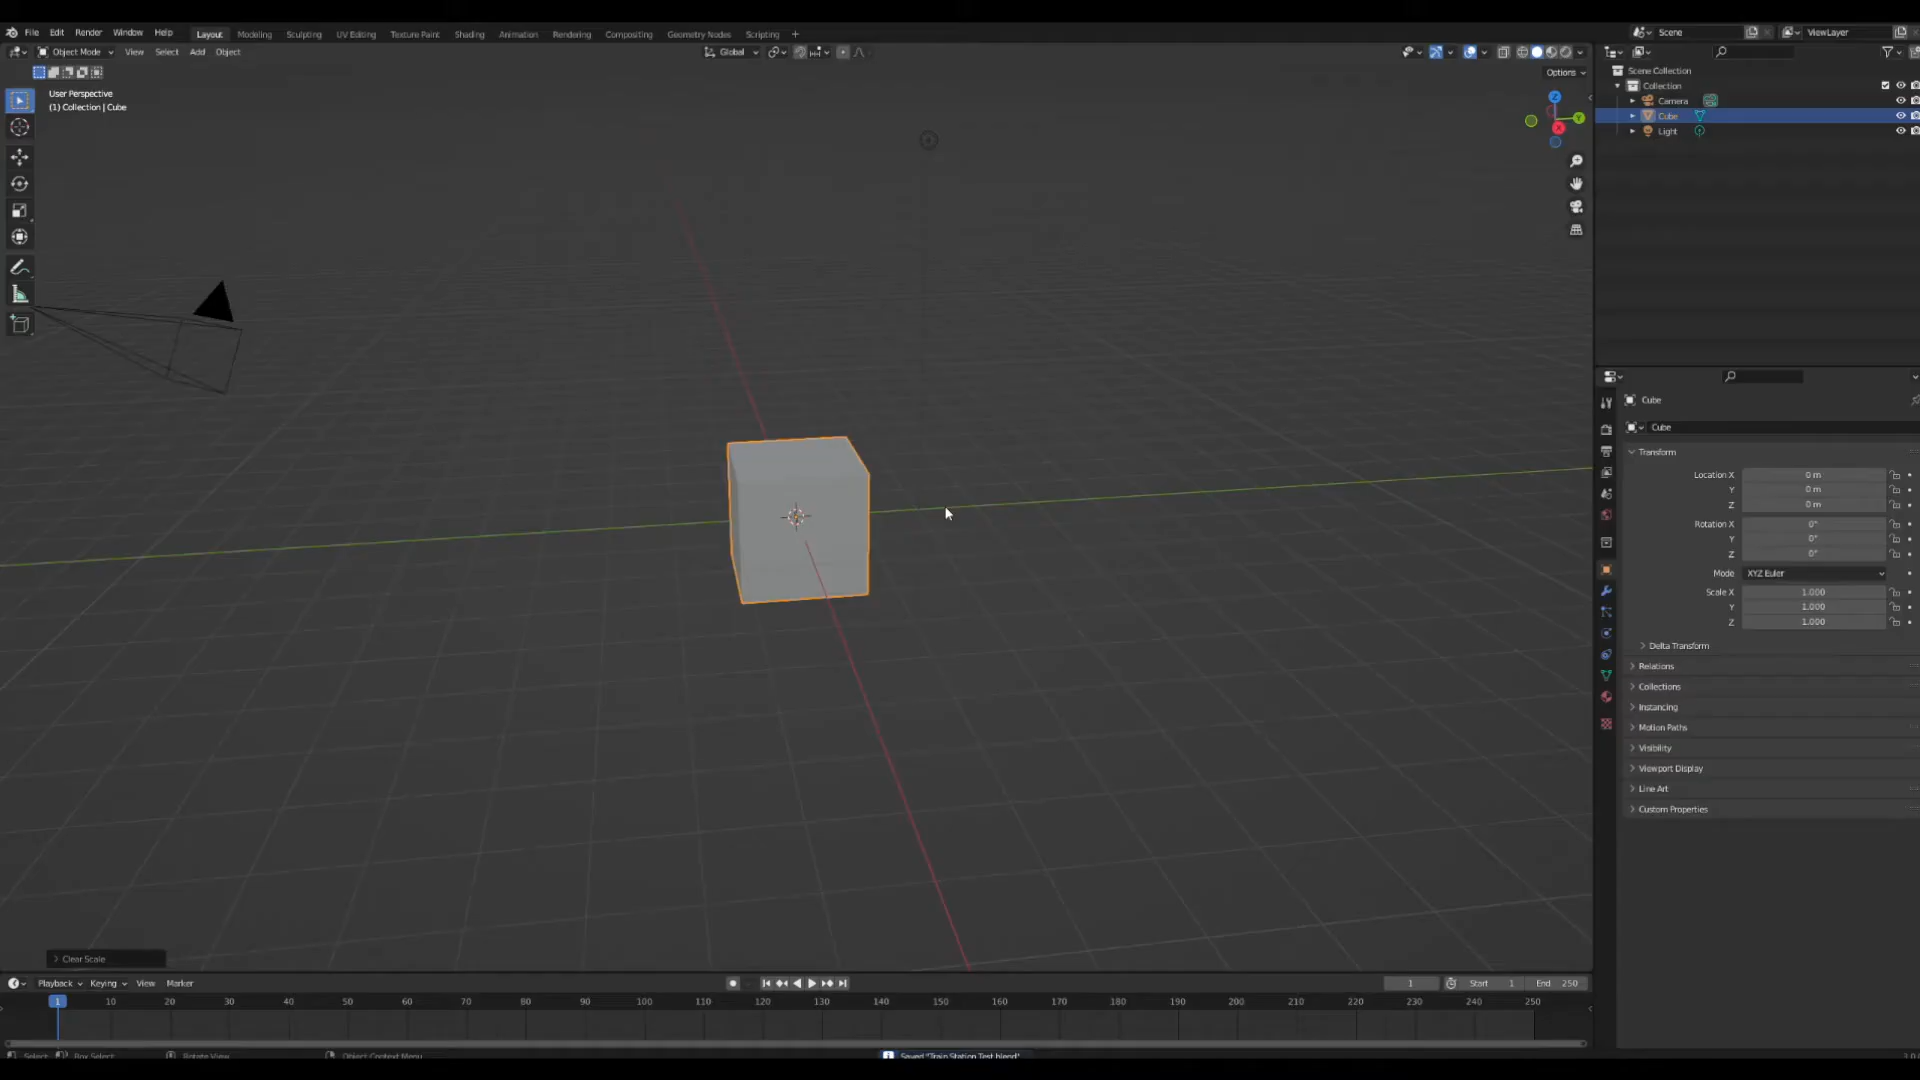 File Edit Render Window Help Layout Modeling Sculpting UV Editing Texture Paint Shading Animation Rendering Compositing Geometry Nodes Scripting + Scene ViewLayer
Object Mode View Select Add Object Global
Options
User Perspective
(1) Collection | Cube
Z
Y
X
Scene Collection
Collection
Camera
Cube
Light
Cube
Cube
Transform
Location X 0 m
Y 0 m
Z 0 m
Rotation X 0°
Y 0°
Z 0°
Mode XYZ Euler
Scale X 1.000
Y 1.000
Z 1.000
Delta Transform
Relations
Collections
Instancing
Motion Paths
Visibility
Viewport Display
Line Art
Custom Properties
Clear Scale
Playback Keying View Marker 1 Start 1 End 250
1 10 20 30 40 50 60 70 80 90 100 110 120 130 140 150 160 170 180 190 200 210 220 230 240 250
Select Box Select Rotate View Object Context Menu Saved "Train Station Test.blend"